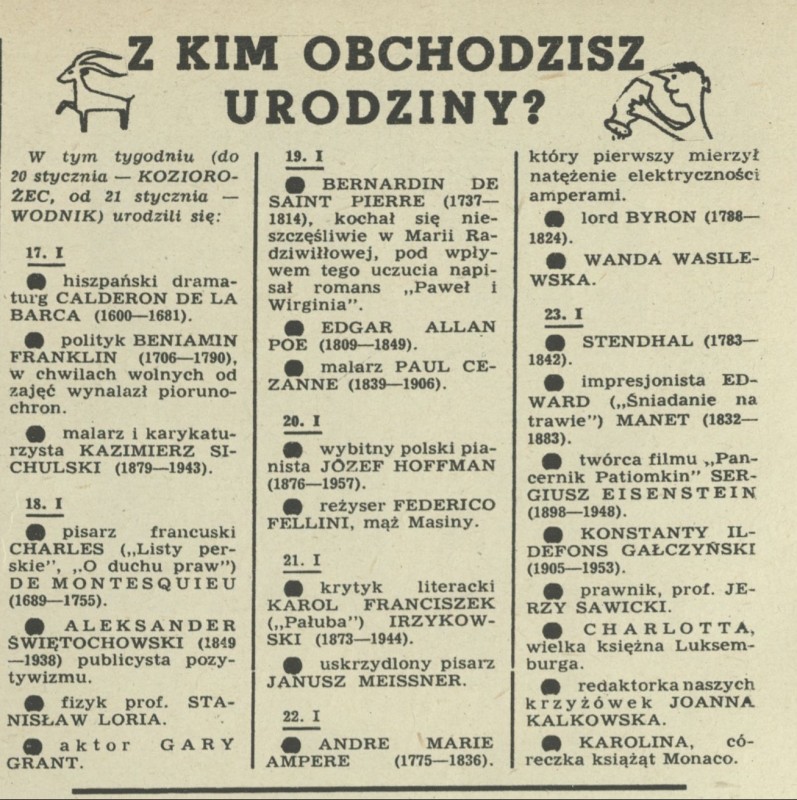 Z KIM OBCHODZISZ
URODZINY?
W tym tygodniu (do
20 stycznia — KOZIORO-
ŻEC, od 21 stycznia —
WODNIK) urodzili się:
17. I
● hiszpański drama-
turg CALDERON DE LA
BARCA (1600—1681).
● polityk BENIAMIN
FRANKLIN (1706—1790),
w chwilach wolnych od
zajęć wynalazł pioruno-
chron.
● malarz i karykatu-
rzysta KAZIMIERZ SI-
CHULSKI (1879—1943).
18. I
● pisarz francuski
CHARLES („Listy per-
skie”, „O duchu praw”)
DE MONTESQUIEU
(1689—1755).
● ALEKSANDER
ŚWIĘTOCHOWSKI (1849
—1938) publicysta pozy-
tywizmu.
● fizyk prof. STA-
NISŁAW LORIA.
● aktor GARY
GRANT.
19. I
● BERNARDIN DE
SAINT PIERRE (1737—
1814), kochał się nie-
szczęśliwie w Marii Ra-
dziwiłłowej, pod wpły-
wem tego uczucia napi-
sał romans „Paweł i
Wirginia”.
● EDGAR ALLAN
POE (1809—1849).
● malarz PAUL CE-
ZANNE (1839—1906).
20. I
● wybitny polski pia-
nista JÓZEF HOFFMAN
(1876—1957).
● reżyser FEDERICO
FELLINI, mąż Masiny.
21. I
● krytyk literacki
KAROL FRANCISZEK
(„Pałuba”) IRZYKOW-
SKI (1873—1944).
● uskrzydlony pisarz
JANUSZ MEISSNER.
22. I
● ANDRE MARIE
AMPERE (1775—1836).
który pierwszy mierzył
natężenie elektryczności
amperami.
● lord BYRON (1788—
1824).
● WANDA WASILE-
WSKA.
23. I
● STENDHAL (1783—
1842).
● impresjonista ED-
WARD („Śniadanie na
trawie”) MANET (1832—
1883).
● twórca filmu „Pan-
cernik Patiomkin” SER-
GIUSZ EISENSTEIN
(1898—1948).
● KONSTANTY IL-
DEFONS GAŁCZYŃSKI
(1905—1953).
● prawnik, prof. JE-
RZY SAWICKI.
● CHARLOTTA,
wielka księżna Luksem-
burga.
● redaktorka naszych
krzyżówek JOANNA
KALKOWSKA.
● KAROLINA, có-
reczka książąt Monaco.